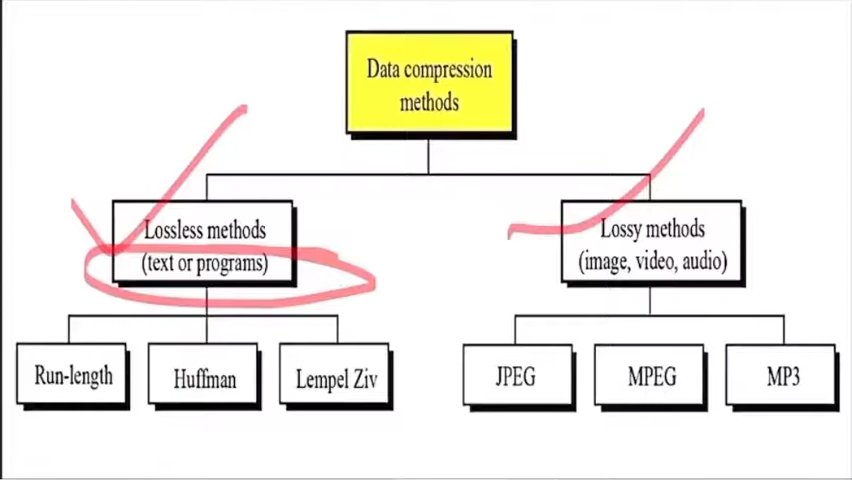 Data compression
methods
Lossless methods
(text or programs)
Lossy methods
(image, video, audio)
Run-length
Huffman
Lempel Ziv
JPEG
MPEG
MP3